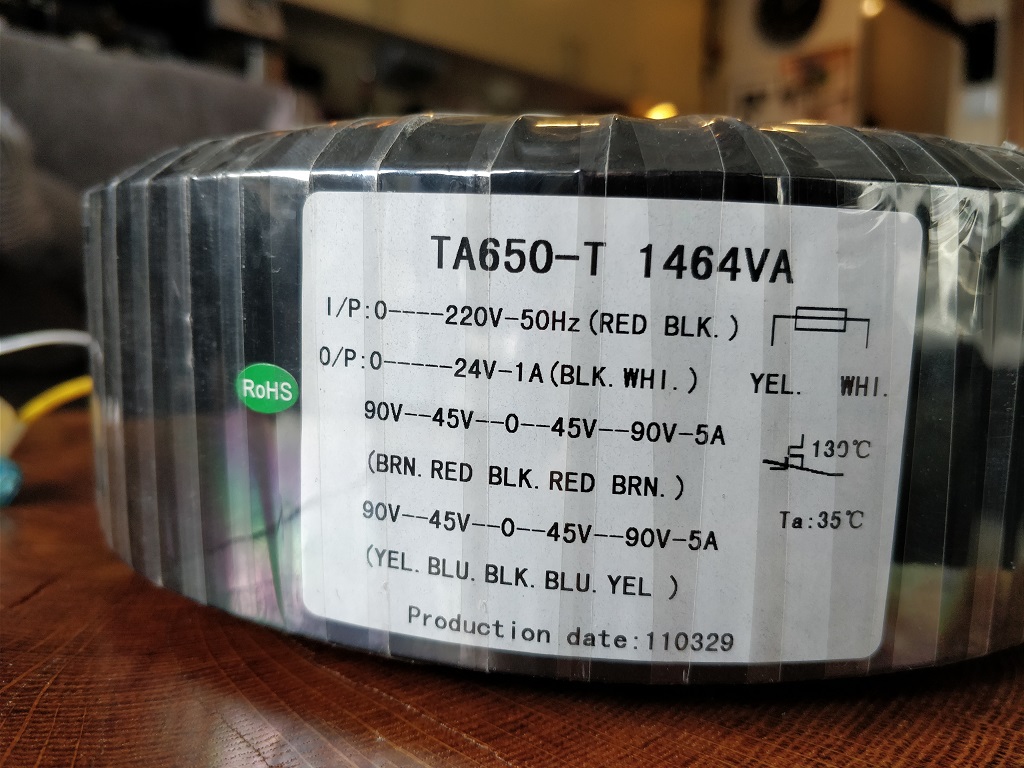 TA650-T 1464VA
I/P:0----220V-50Hz(RED BLK.)
O/P:0-----24V-1A(BLK.WHI.)
YEL. WHI.
90V--45V--0--45V--90V-5A
(BRN.RED BLK.RED BRN.)
130℃
90V--45V--0--45V--90V-5A
(YEL.BLU.BLK.BLU.YEL )
Ta:35℃
Production date:110329
RoHS